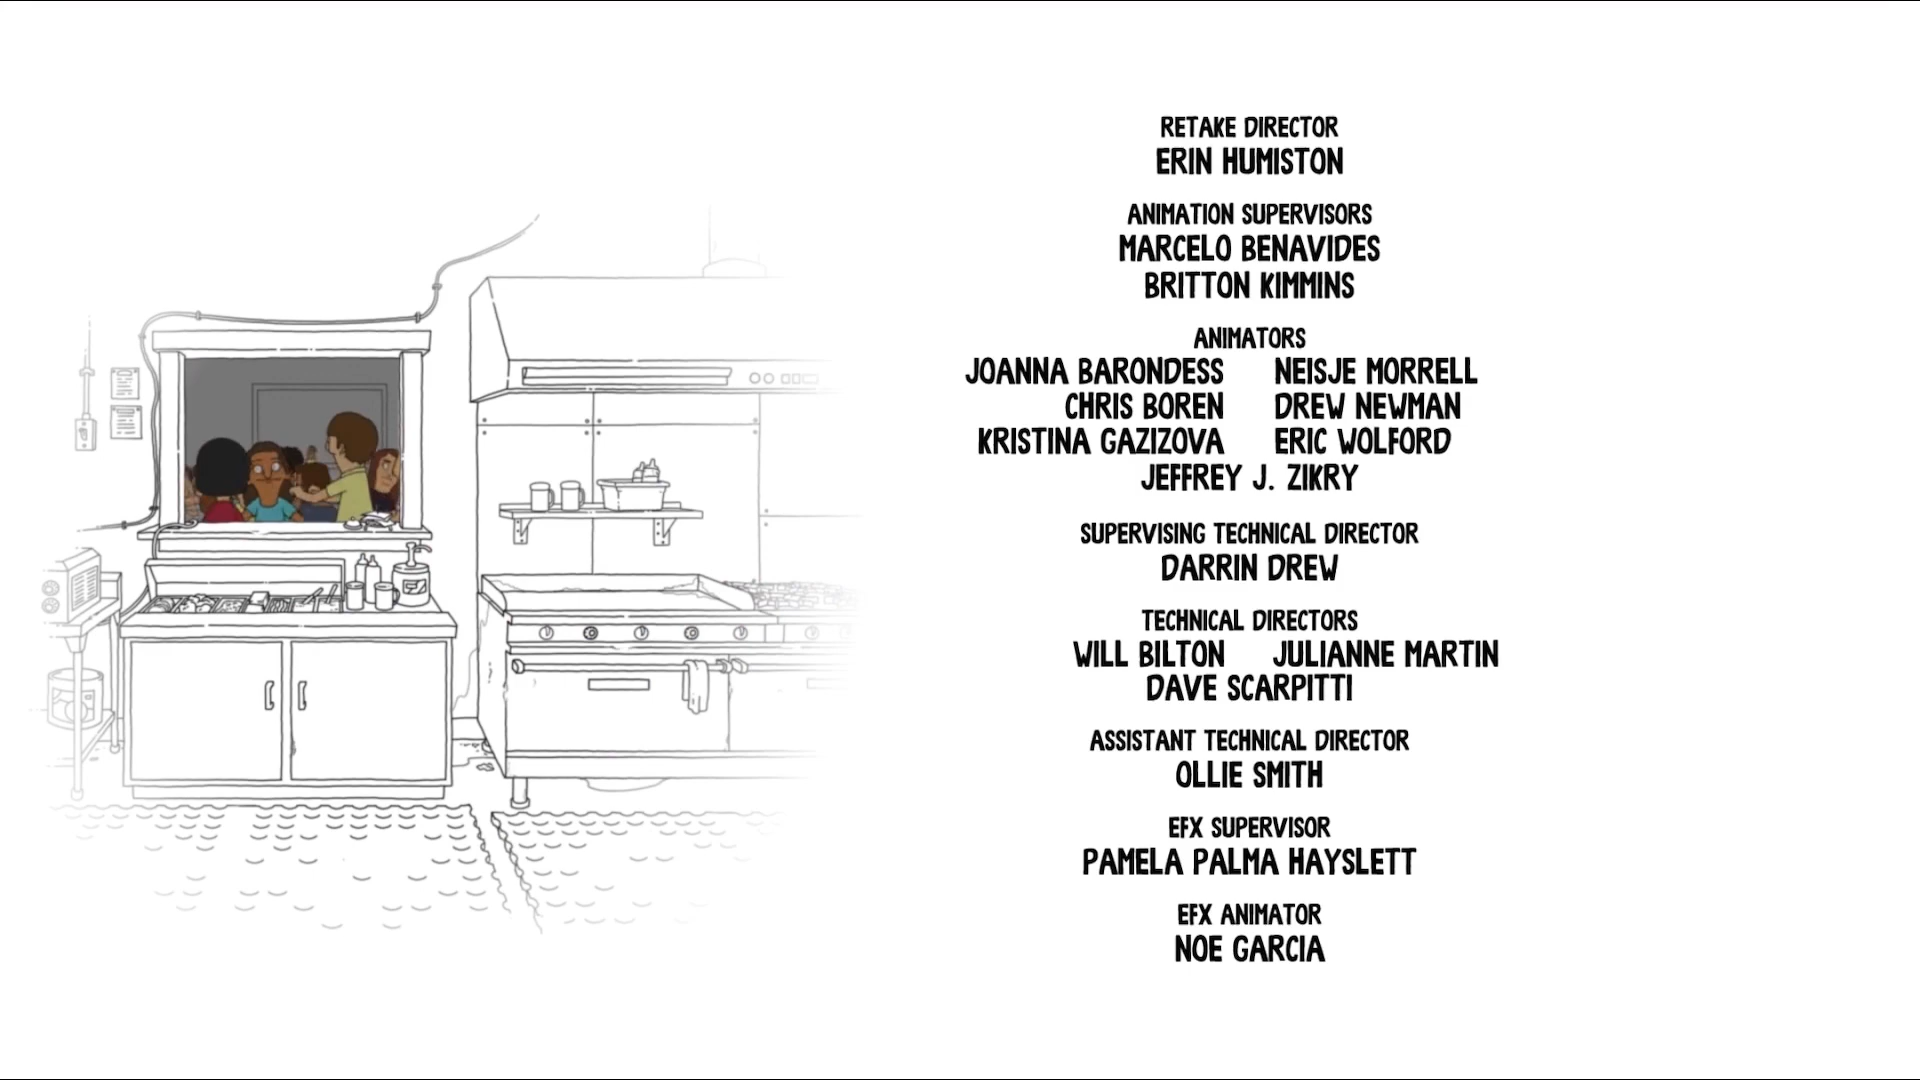 RETAKE DIRECTOR
ERIN HUMISTON
ANIMATION SUPERVISORS
MARCELO BENAVIDES
BRITTON KIMMINS
ANIMATORS
JOANNA BARONDESS NEISJE MORRELL
CHRIS BOREN DREW NEWMAN
KRISTINA GAZIZOVA ERIC WOLFORD
JEFFREY J. ZIKRY
SUPERVISING TECHNICAL DIRECTOR
DARRIN DREW
TECHNICAL DIRECTORS
WILL BILTON JULIANNE MARTIN
DAVE SCARPITTI
ASSISTANT TECHNICAL DIRECTOR
OLLIE SMITH
EFX SUPERVISOR
PAMELA PALMA HAYSLETT
EFX ANIMATOR
NOE GARCIA